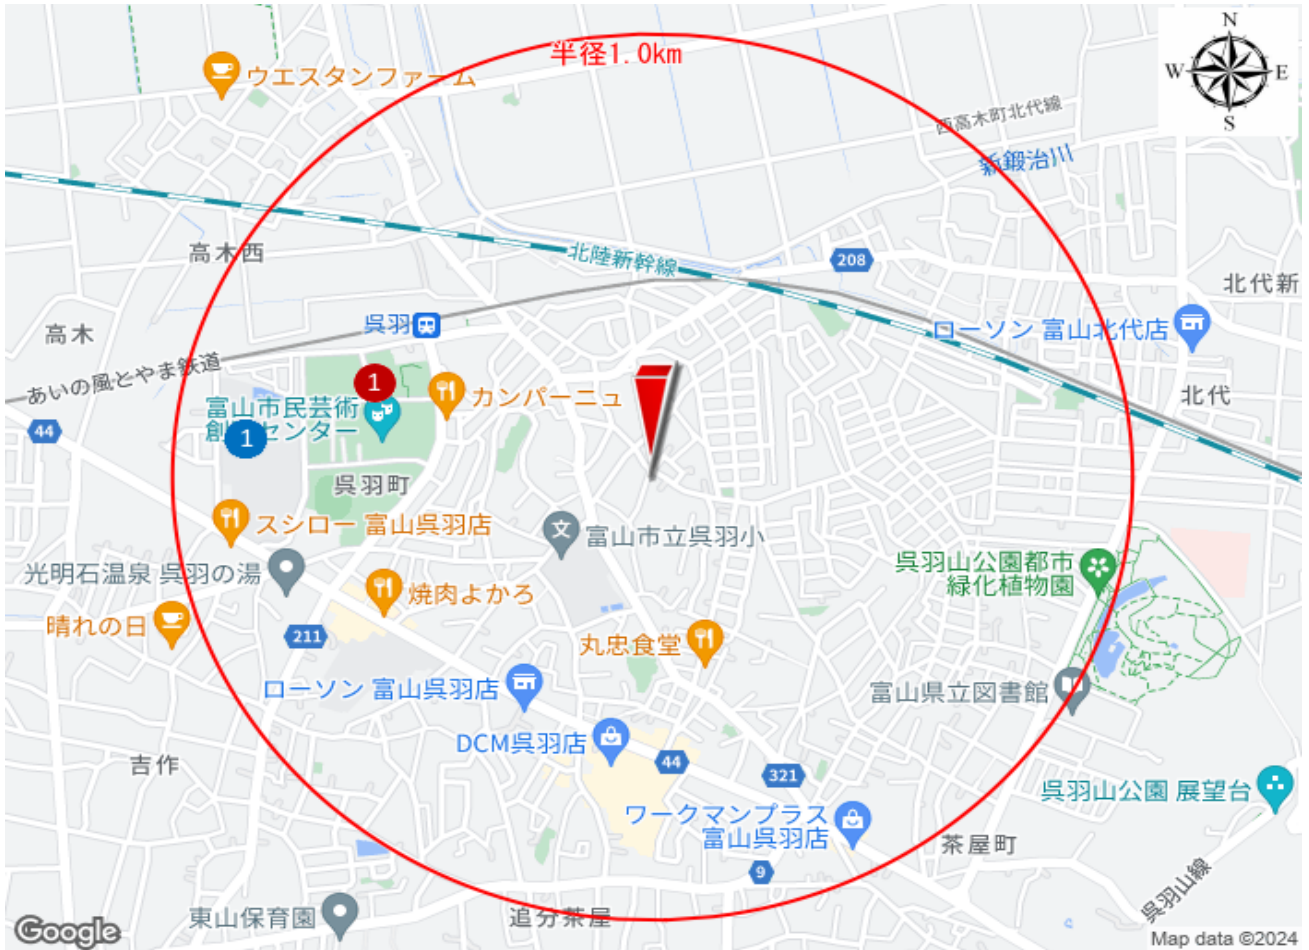 N
W
E
S
半径1.0km
ウエスタンファーム
西高木町北代線
新鍛治川
高木西
北陸新幹線
208
北代新
高木
呉羽
ローソン 富山北代店
あいの風とやま鉄道
1
カンパーニュ
北代
富山市民芸術
創造センター
44
1
呉羽町
スシロー 富山呉羽店
文
富山市立呉羽小
呉羽山公園都市
緑化植物園
光明石温泉 呉羽の湯
焼肉よかろ
晴れの日
211
丸忠食堂
ローソン 富山呉羽店
富山県立図書館
DCM呉羽店
44
321
吉作
呉羽山公園 展望台
ワークマンプラス
富山呉羽店
茶屋町
9
呉羽山線
東山保育園
追分茶屋
Google
Map data ©2024